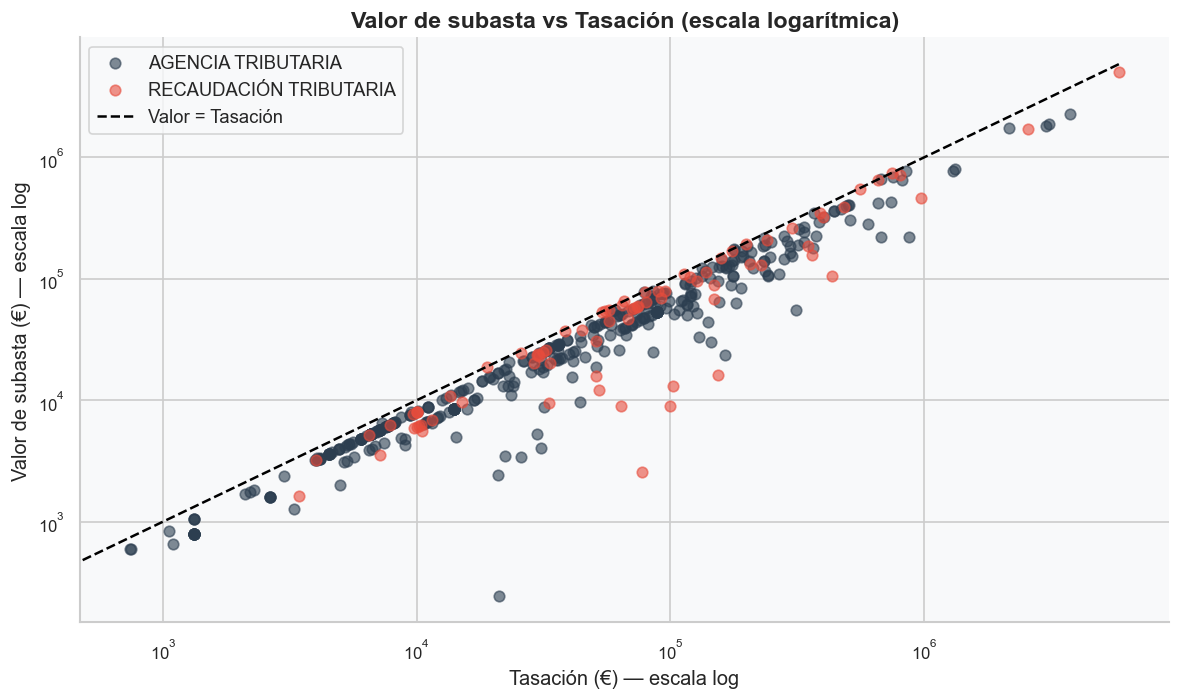 Valor de subasta vs Tasación (escala logarítmica)
AGENCIA TRIBUTARIA
RECAUDACIÓN TRIBUTARIA
Valor = Tasación
Valor de subasta (€) — escala log
10⁶
10⁵
10⁴
10³
10³ 10⁴ 10⁵ 10⁶
Tasación (€) — escala log